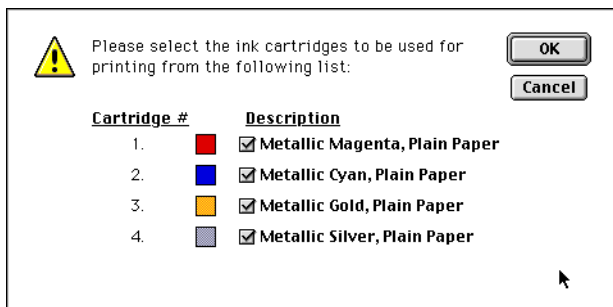 Please select the ink cartridges to be used for
printing from the following list:
OK
Cancel
Cartridge # Description
1. Metallic Magenta, Plain Paper
2. Metallic Cyan, Plain Paper
3. Metallic Gold, Plain Paper
4. Metallic Silver, Plain Paper